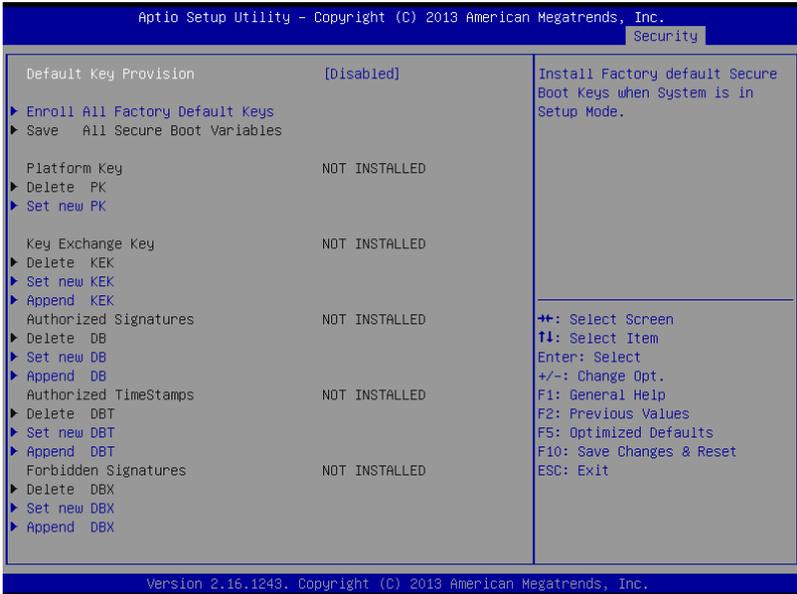 Aptio Setup Utility – Copyright (C) 2013 American Megatrends, Inc.
Security
Default Key Provision [Disabled]
Enroll All Factory Default Keys
Save All Secure Boot Variables
Platform Key NOT INSTALLED
Delete PK
Set new PK
Key Exchange Key NOT INSTALLED
Delete KEK
Set new KEK
Append KEK
Authorized Signatures NOT INSTALLED
Delete DB
Set new DB
Append DB
Authorized TimeStamps NOT INSTALLED
Delete DBT
Set new DBT
Append DBT
Forbidden Signatures NOT INSTALLED
Delete DBX
Set new DBX
Append DBX
Install Factory default Secure
Boot Keys when System is in
Setup Mode.
→←: Select Screen
↑↓: Select Item
Enter: Select
+/-: Change Opt.
F1: General Help
F2: Previous Values
F5: Optimized Defaults
F10: Save Changes & Reset
ESC: Exit
Version 2.16.1243. Copyright (C) 2013 American Megatrends, Inc.